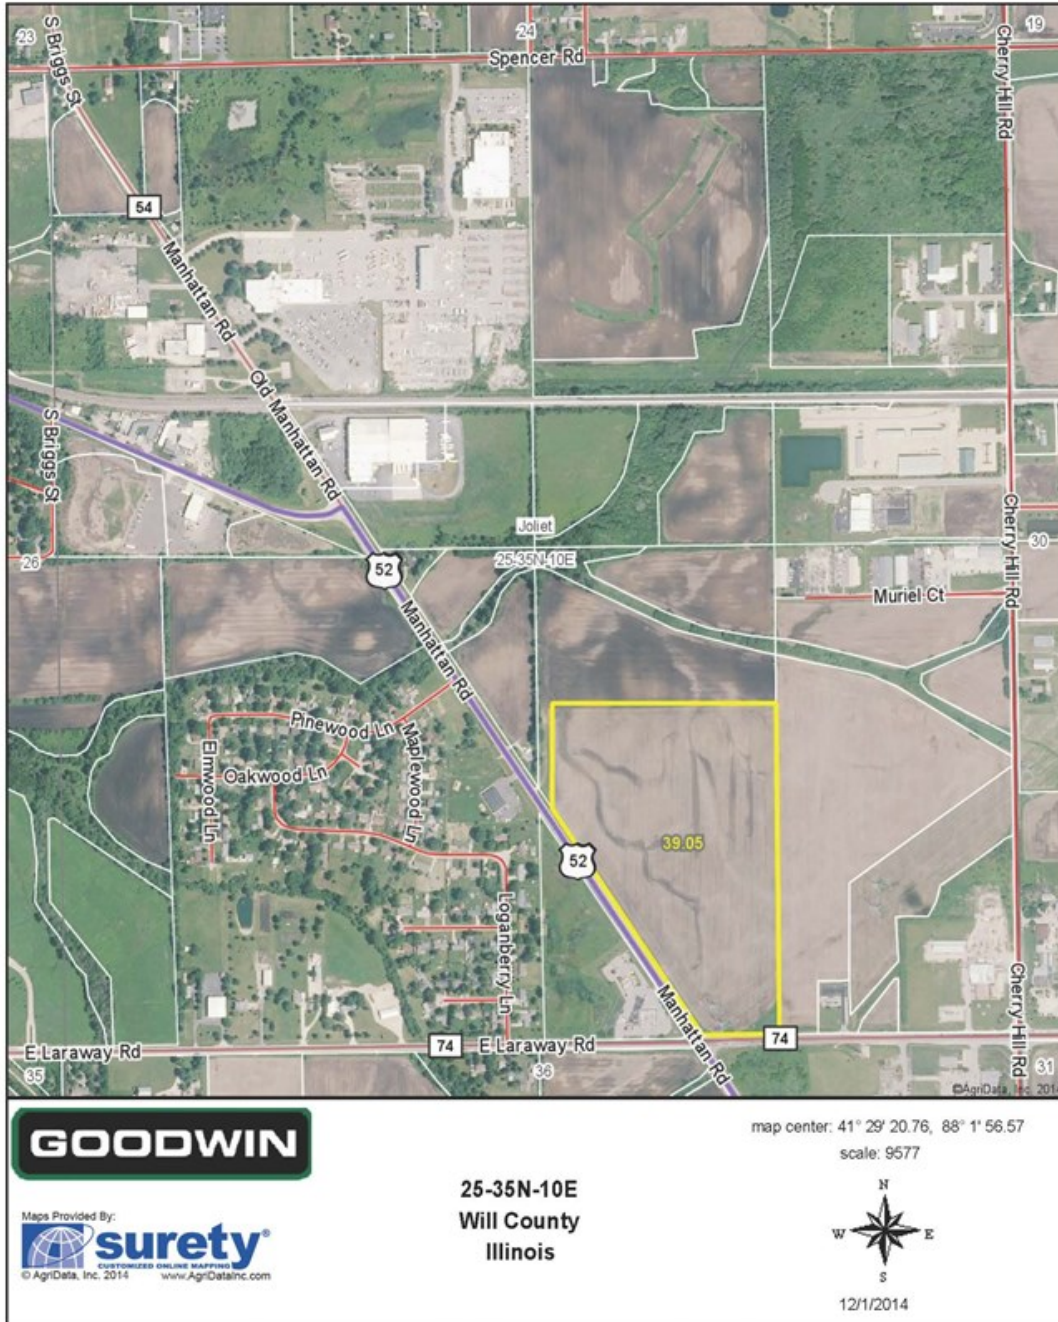 23
24
19
S Briggs St
Spencer Rd
Cherry Hill Rd
54
Manhattan Rd
Old Manhattan Rd
S Briggs St
Joliet
Cherry Hill Rd
26
25-35N-10E
30
52
Muriel Ct
Manhattan Rd
Pinewood Ln
Maplewood Ln
Elmwood Ln
Oakwood Ln
39.05
52
Loganberry Ln
Manhattan Rd
Cherry Hill Rd
E Laraway Rd
74
E Laraway Rd
74
35
36
31
©AgriData, Inc. 2014
GOODWIN
Maps Provided By:
surety®
CUSTOMIZED ONLINE MAPPING
© AgriData, Inc. 2014 www.AgriDataInc.com
25-35N-10E
Will County
Illinois
map center: 41° 29' 20.76, 88° 1' 56.57
scale: 9577
N
W E
S
12/1/2014